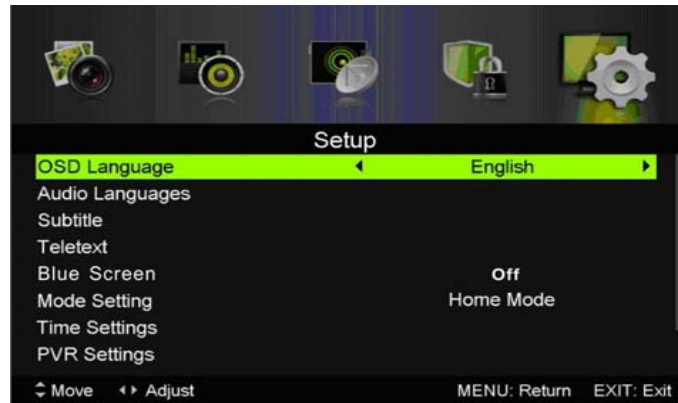 Setup
OSD Language English
Audio Languages
Subtitle
Teletext
Blue Screen Off
Mode Setting Home Mode
Time Settings
PVR Settings
Move Adjust MENU: Return EXIT: Exit